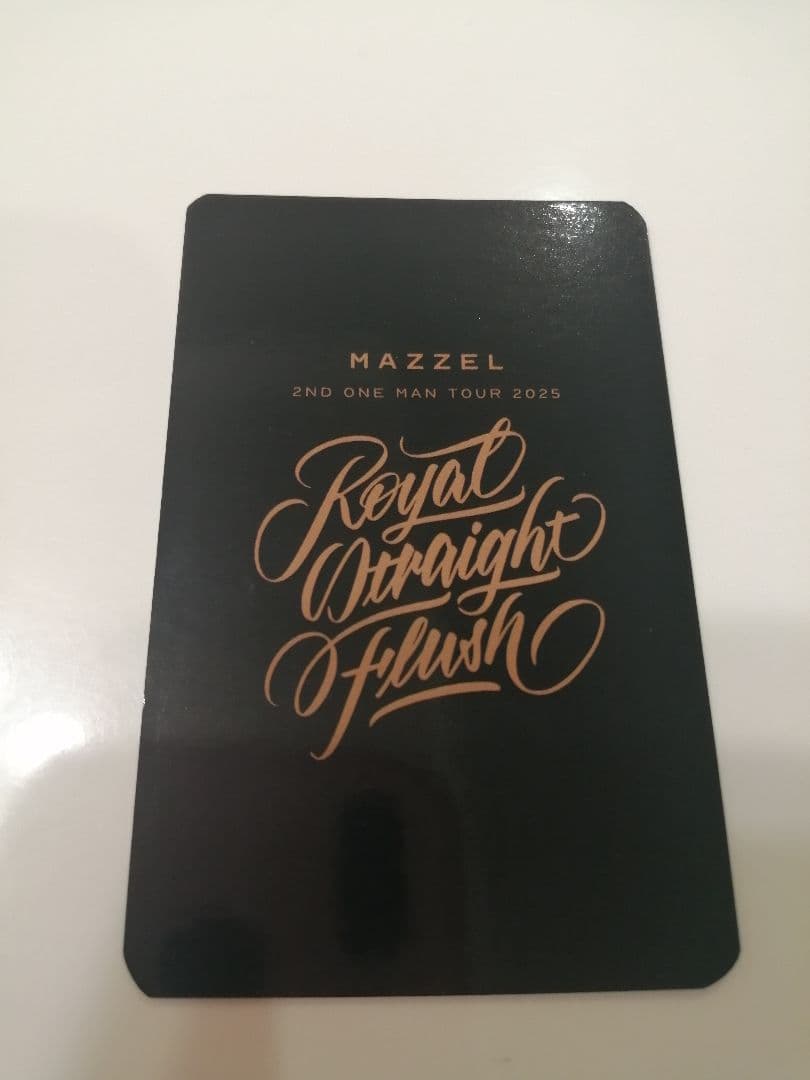 MAZZEL
2ND ONE MAN TOUR 2025
Royal
Straight
Flush